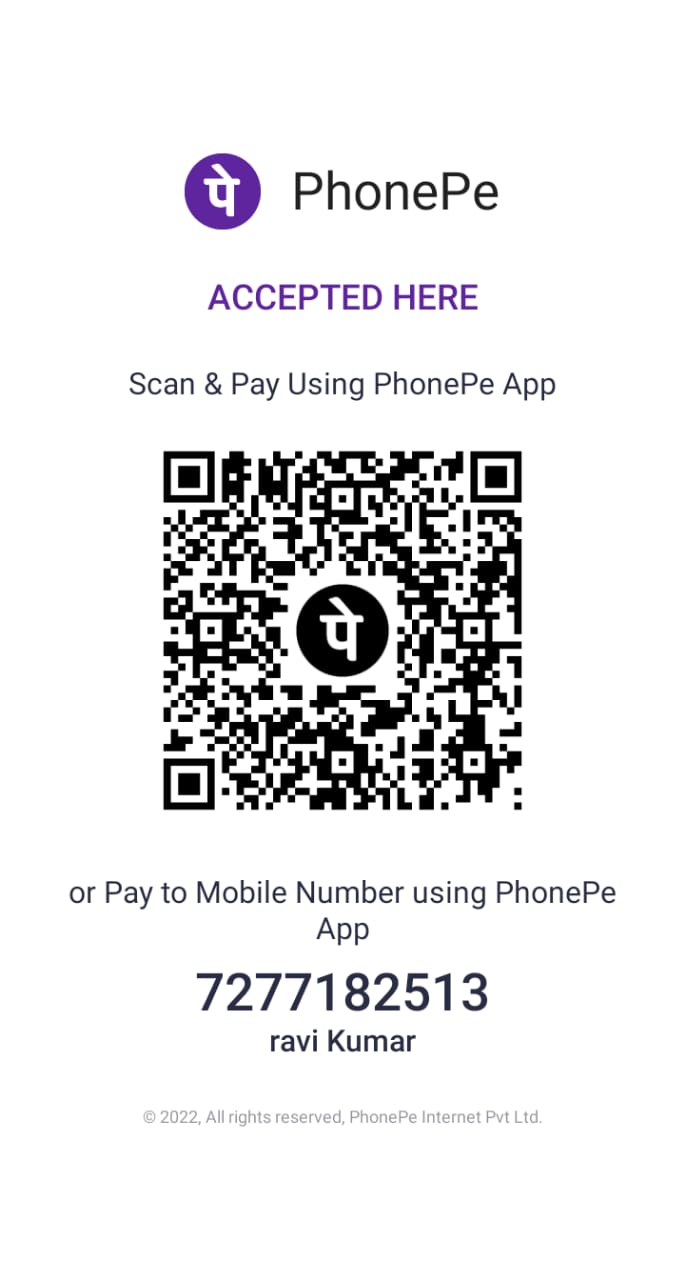 पे PhonePe
ACCEPTED HERE
Scan & Pay Using PhonePe App
पे
or Pay to Mobile Number using PhonePe
App
7277182513
ravi Kumar
© 2022, All rights reserved, PhonePe Internet Pvt Ltd.